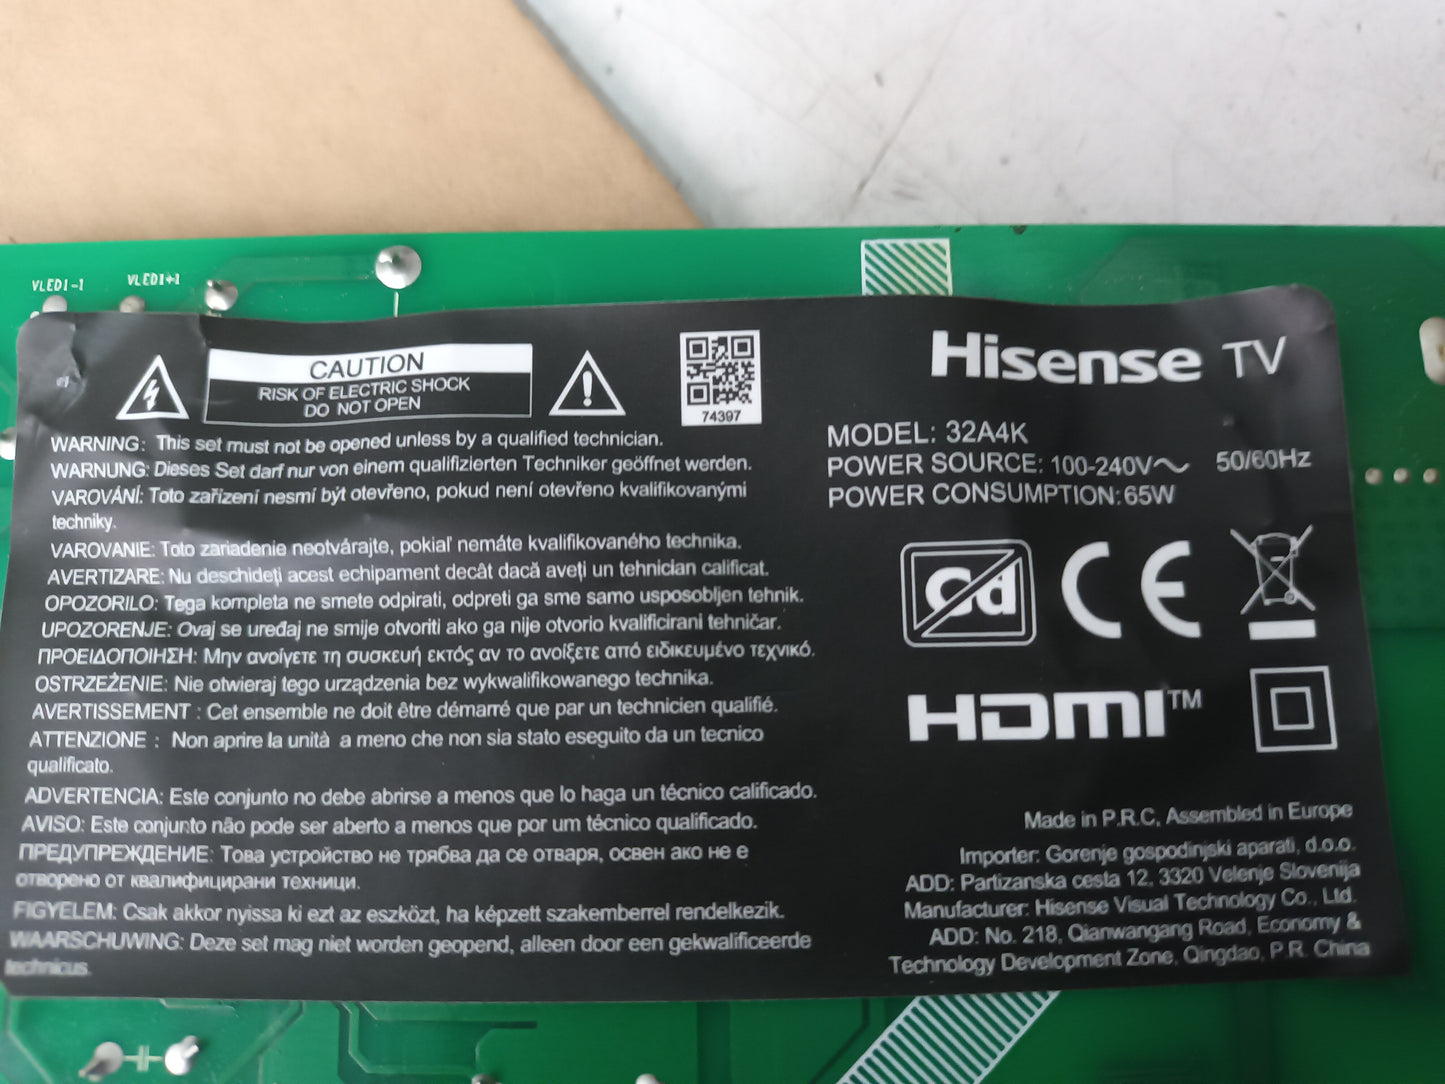 VLED1-1
VLED1+1
CAUTION
RISK OF ELECTRIC SHOCK
DO NOT OPEN
74397
WARNING: This set must not be opened unless by a qualified technician.
WARNUNG: Dieses Set darf nur von einem qualifizierten Techniker geöffnet werden.
VAROVÁNÍ: Toto zařízení nesmí být otevřeno, pokud není otevřeno kvalifikovanými
techniky.
VAROVANIE: Toto zariadenie neotvárajte, pokiaľ nemáte kvalifikovaného technika.
AVERTIZARE: Nu deschideți acest echipament decât dacă aveți un tehnician calificat.
OPOZORILO: Tega kompleta ne smete odpirati, odpreti ga sme samo usposobljen tehnik.
UPOZORENJE: Ovaj se uređaj ne smije otvoriti ako ga nije otvorio kvalificirani tehničar.
ΠΡΟΕΙΔΟΠΟΙΗΣΗ: Μην ανοίγετε τη συσκευή εκτός αν το ανοίξετε από ειδικευμένο τεχνικό.
OSTRZEŻENIE: Nie otwieraj tego urządzenia bez wykwalifikowanego technika.
AVERTISSEMENT : Cet ensemble ne doit être démarré que par un technicien qualifié.
ATTENZIONE : Non aprire la unità a meno che non sia stato eseguito da un tecnico
qualificato.
ADVERTENCIA: Este conjunto no debe abrirse a menos que lo haga un técnico calificado.
AVISO: Este conjunto não pode ser aberto a menos que por um técnico qualificado.
ПРЕДУПРЕЖДЕНИЕ: Това устройство не трябва да се отваря, освен ако не е
отворено от квалифицирани техници.
FIGYELEM: Csak akkor nyissa ki ezt az eszközt, ha képzett szakemberrel rendelkezik.
WAARSCHUWING: Deze set mag niet worden geopend, alleen door een gekwalificeerde
technicus.
Hisense TV
MODEL: 32A4K
POWER SOURCE: 100-240V~ 50/60Hz
POWER CONSUMPTION: 65W
Cd
CE
HDMI™
Made in P.R.C, Assembled in Europe
Importer: Gorenje gospodinjski aparati, d.o.o.
ADD: Partizanska cesta 12, 3320 Velenje Slovenija
Manufacturer: Hisense Visual Technology Co., Ltd.
ADD: No. 218, Qianwangang Road, Economy &
Technology Development Zone, Qingdao, P.R. China